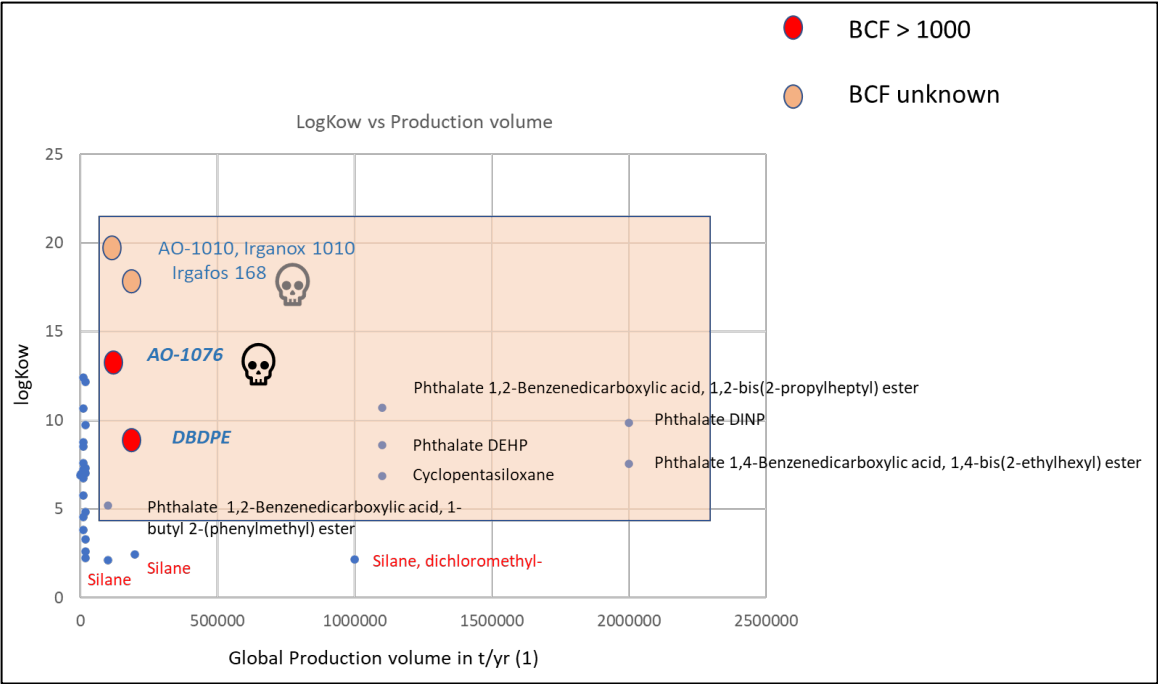 BCF > 1000
BCF unknown
LogKow vs Production volume
25
20
15
10
5
0
logKow
AO-1010, Irganox 1010
Irgafos 168
AO-1076
DBDPE
Phthalate 1,2-Benzenedicarboxylic acid, 1,2-bis(2-propylheptyl) ester
Phthalate DINP
Phthalate DEHP
Phthalate 1,4-Benzenedicarboxylic acid, 1,4-bis(2-ethylhexyl) ester
Cyclopentasiloxane
Phthalate 1,2-Benzenedicarboxylic acid, 1-
butyl 2-(phenylmethyl) ester
Silane
Silane
Silane, dichloromethyl-
0
500000
1000000
1500000
2000000
2500000
Global Production volume in t/yr (1)